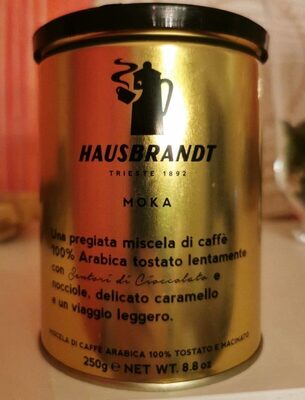 HAUSBRANDT
TRIESTE 1892
MOKA
Una pregiata miscela di caffè
100% Arabica tostato lentamente
con Sentori di Cioccolato e
nocciole, delicato caramello
e un viaggio leggero.
MISCELA DI CAFFÈ ARABICA 100% TOSTATO E MACINATO
250g e NET WT. 8.8 oz